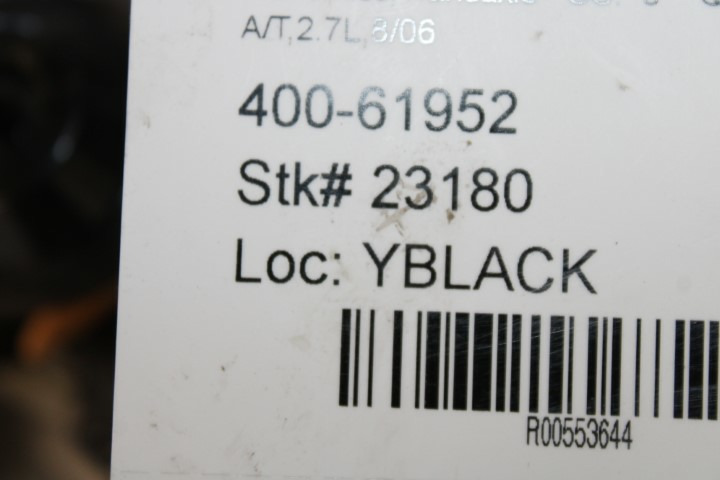 A/T,2.7L,8/06
400-61952
Stk# 23180
Loc: YBLACK
R00553644